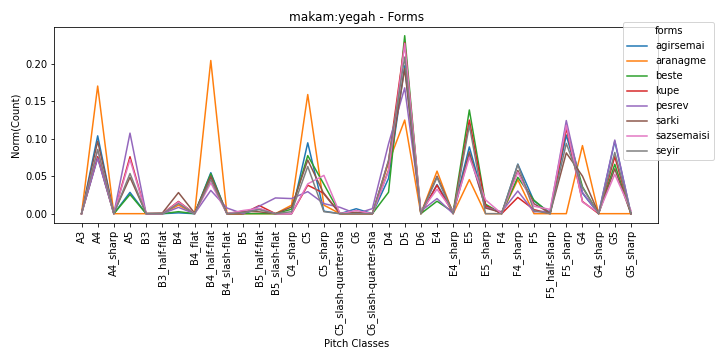 makam:yegah - Forms
forms
agirsemai
aranagme
beste
kupe
pesrev
sarki
sazsemaisi
seyir
Norm(Count)
0.20
0.15
0.10
0.05
0.00
A3
A4
A4_sharp
A5
B3
B3_half-flat
B4
B4_flat
B4_half-flat
B4_slash-flat
B5
B5_half-flat
B5_slash-flat
C4_sharp
C5
C5_sharp
C5_slash-quarter-sha
C6
C6_slash-quarter-sha
D4
D5
D6
E4
E4_sharp
E5
E5_sharp
F4
F4_sharp
F5
F5_half-sharp
F5_sharp
G4
G4_sharp
G5
G5_sharp
Pitch Classes